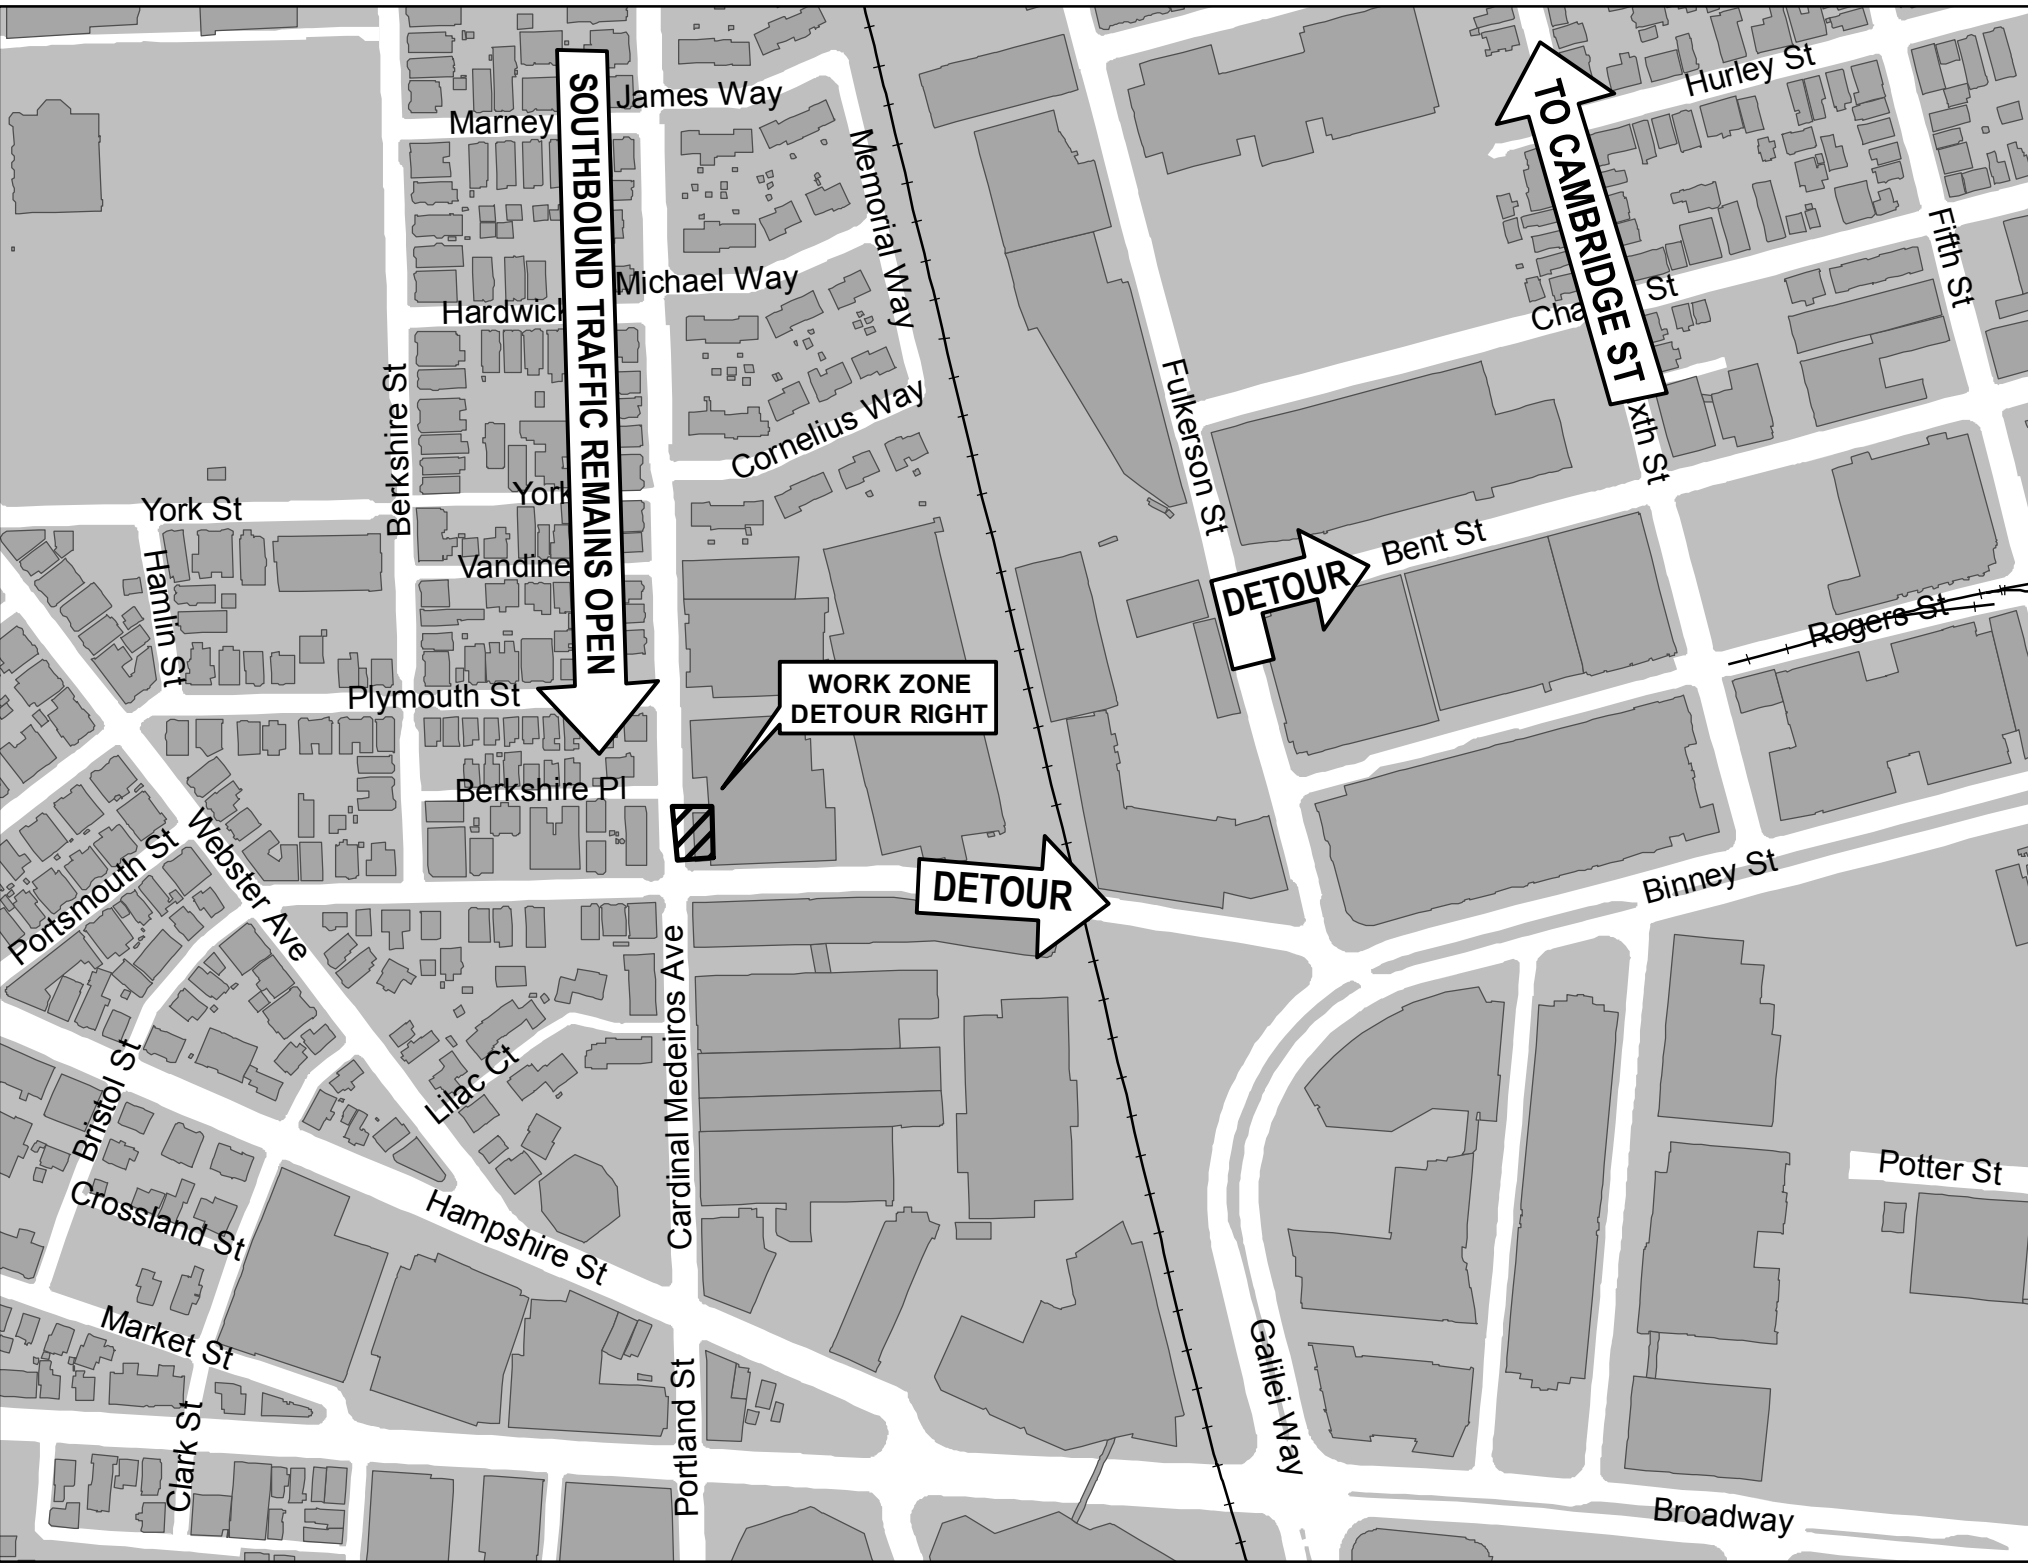 Hurley St
James Way
Marney
SOUTHBOUND TRAFFIC REMAINS OPEN
TO CAMBRIDGE ST
Memorial Way
Fifth St
Michael Way
St
Cha
Hardwick
Berkshire St
Fulkerson St
Cornelius Way
xth St
York St
York
Bent St
Hamlin St
Vandine
DETOUR
Rogers St
Plymouth St
WORK ZONE
DETOUR RIGHT
Berkshire Pl
Webster Ave
Portsmouth St
DETOUR
Binney St
Cardinal Medeiros Ave
Lilac Ct
Bristol St
Potter St
Crossland St
Hampshire St
Market St
Galilei Way
Portland St
Clark St
Broadway